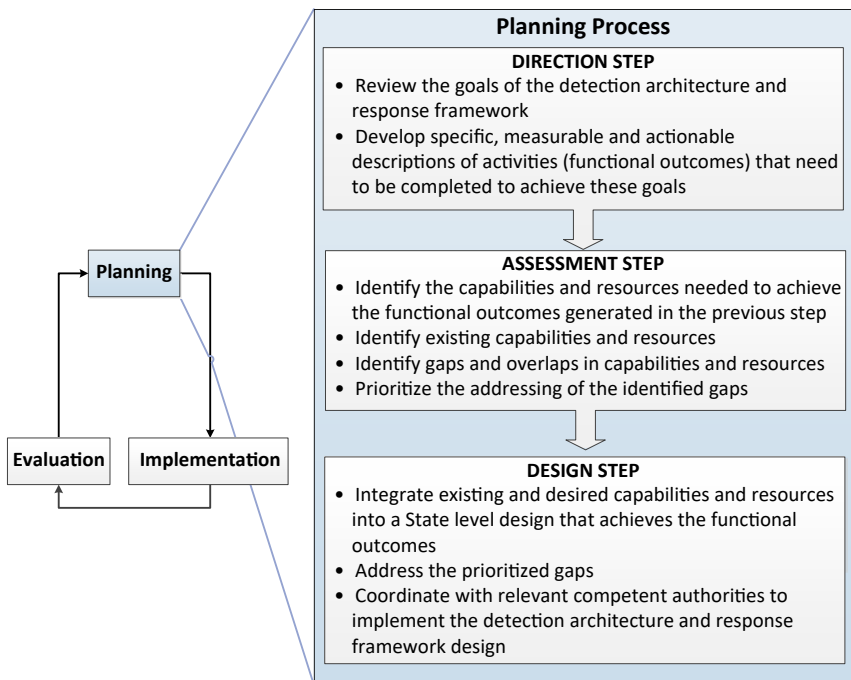 Planning Process
DIRECTION STEP
• Review the goals of the detection architecture and
response framework
• Develop specific, measurable and actionable
descriptions of activities (functional outcomes) that need
to be completed to achieve these goals
Planning
ASSESSMENT STEP
• Identify the capabilities and resources needed to achieve
the functional outcomes generated in the previous step
• Identify existing capabilities and resources
• Identify gaps and overlaps in capabilities and resources
• Prioritize the addressing of the identified gaps
Evaluation
Implementation
DESIGN STEP
• Integrate existing and desired capabilities and resources
into a State level design that achieves the functional
outcomes
• Address the prioritized gaps
• Coordinate with relevant competent authorities to
implement the detection architecture and response
framework design